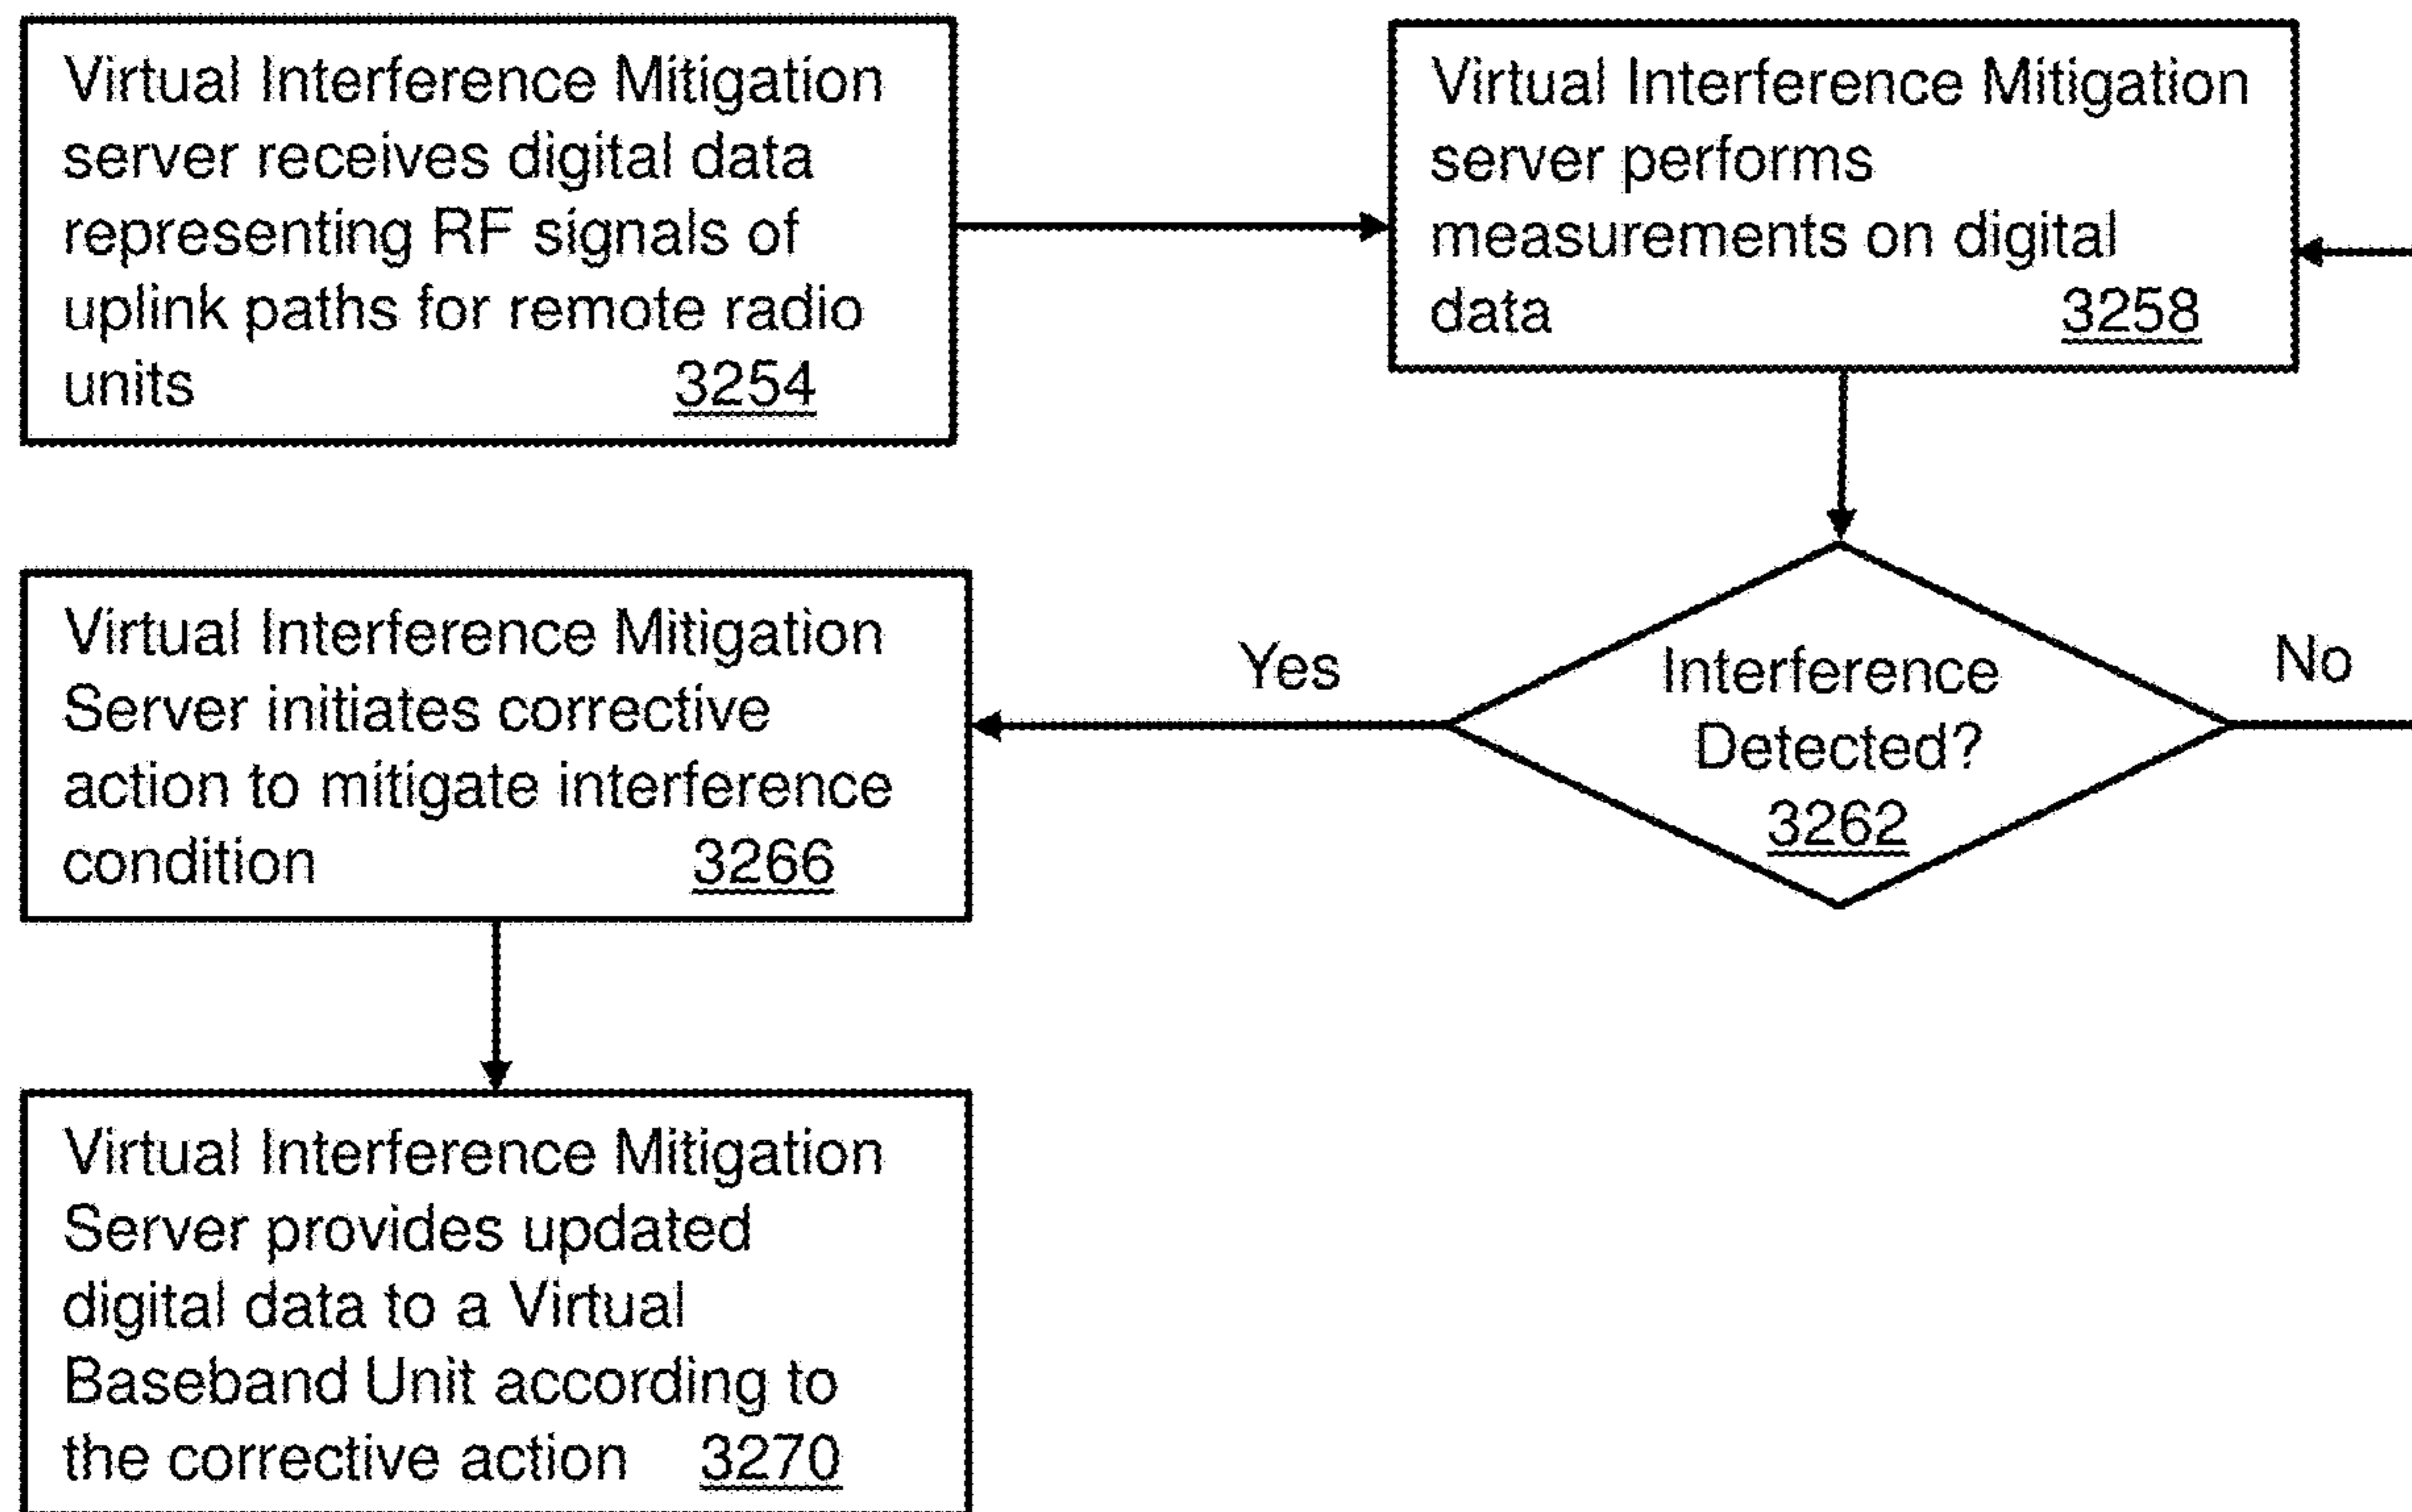 Virtual Interference Mitigation
server receives digital data
representing RF signals of
uplink paths for remote radio
units 3254
Virtual Interference Mitigation
server performs
measurements on digital
data 3258
Interference
Detected?
3262
Yes
No
Virtual Interference Mitigation
Server initiates corrective
action to mitigate interference
condition 3266
Virtual Interference Mitigation
Server provides updated
digital data to a Virtual
Baseband Unit according to
the corrective action 3270